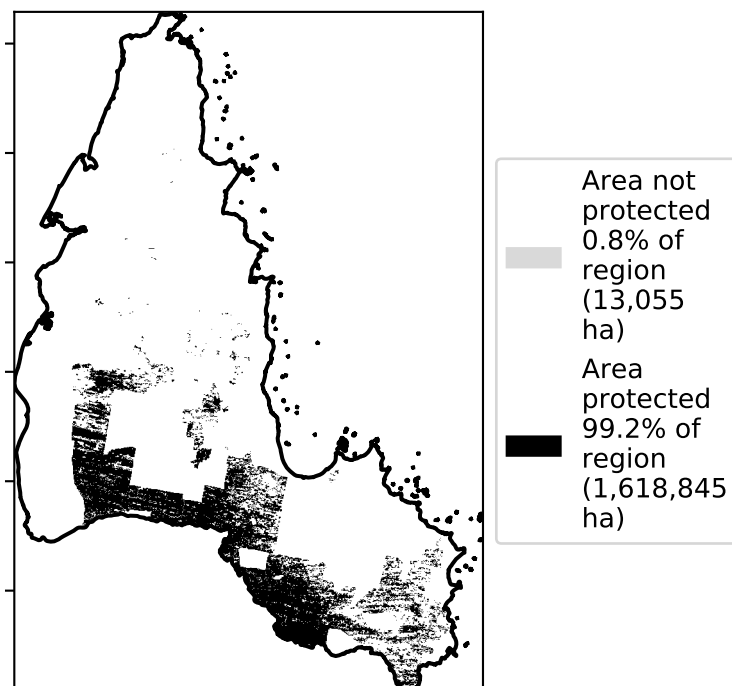 Area not
protected
0.8% of
region
(13,055
ha)
Area
protected
99.2% of
region
(1,618,845
ha)